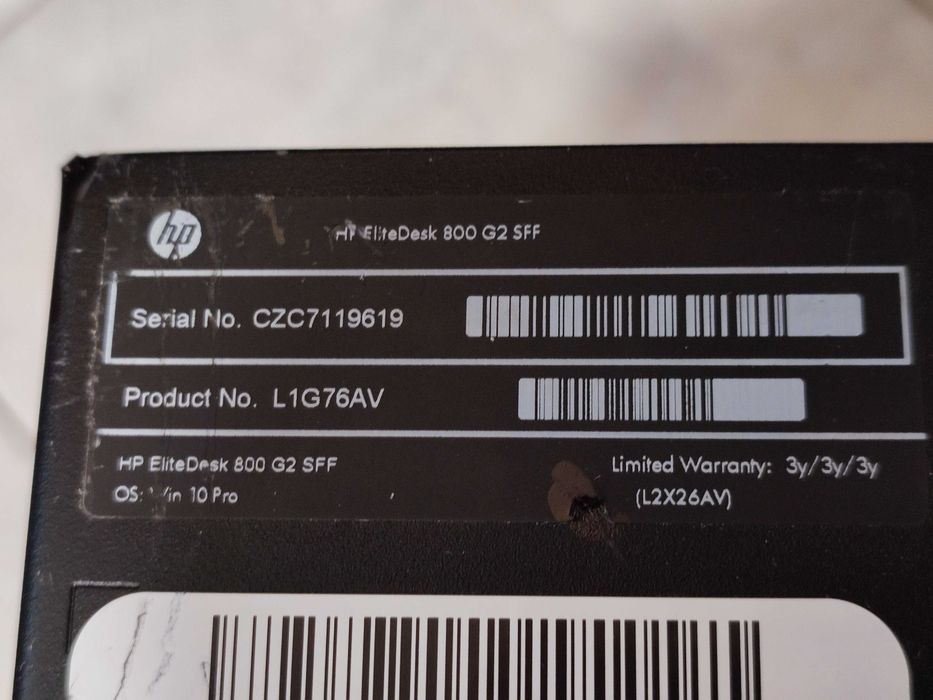 hp
HP EliteDesk 800 G2 SFF
Serial No. CZC7119619
Product No. L1G76AV
HP EliteDesk 800 G2 SFF
Limited Warranty: 3y/3y/3y
OS: Win 10 Pro
(L2X26AV)